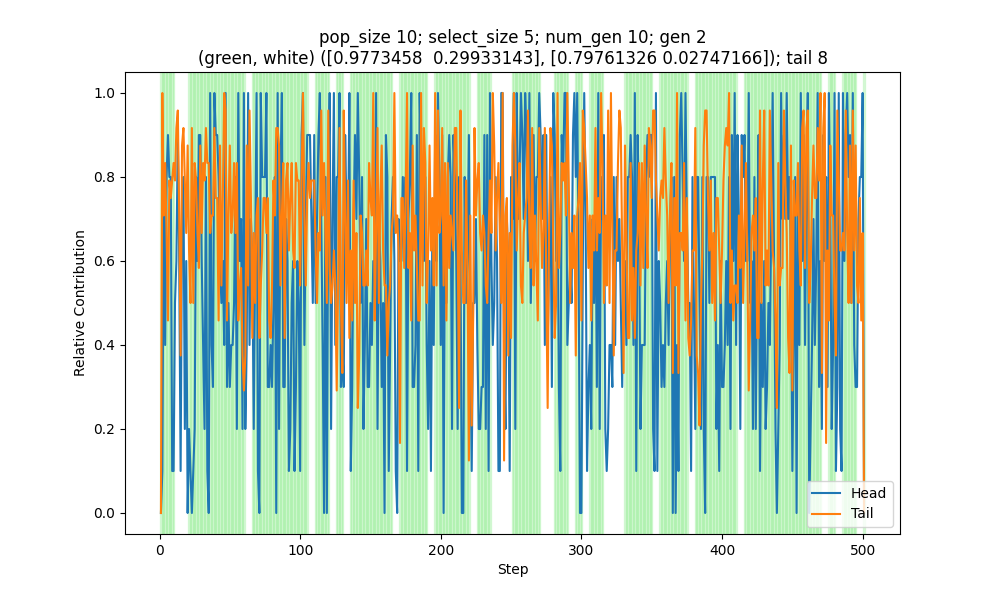 pop_size 10; select_size 5; num_gen 10; gen 2
(green, white) ([0.9773458  0.29933143], [0.79761326 0.02747166]); tail 8
1.0
0.8
0.6
0.4
0.2
0.0
Relative Contribution
Head
Tail
0
100
200
300
400
500
Step